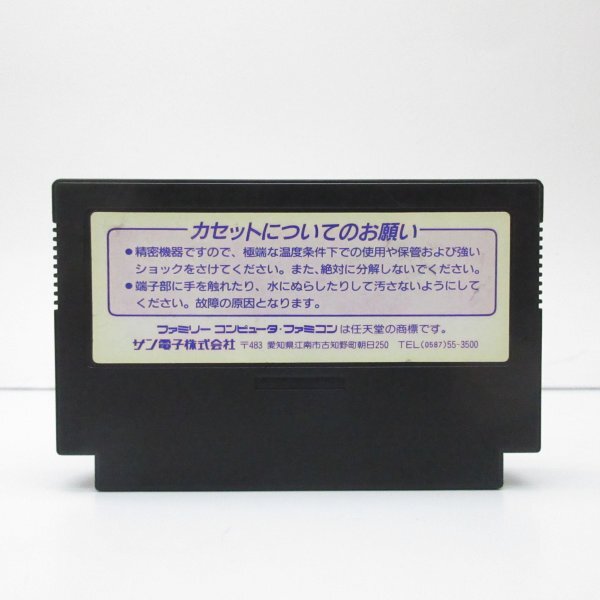 カセットについてのお願い
●精密機器ですので、極端な温度条件下での使用や保管および強い
ショックをさけてください。また、絶対に分解しないでください。
●端子部に手を触れたり、水にぬらしたりして汚さないようにして
ください。故障の原因となります。
ファミリー コンピュータ・ファミコンは任天堂の商標です。
サン電子株式会社 〒483 愛知県江南市古知野町朝日250 TEL(0587)55-3500